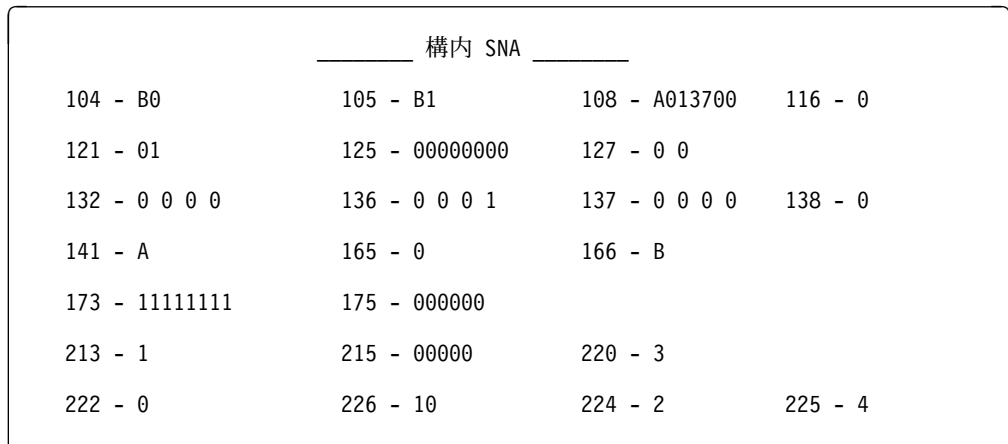 ________ 構内 SNA ________
104 - B0 105 - B1 108 - A013700 116 - 0
121 - 01 125 - 00000000 127 - 0 0
132 - 0 0 0 0 136 - 0 0 0 1 137 - 0 0 0 0 138 - 0
141 - A 165 - 0 166 - B
173 - 11111111 175 - 000000
213 - 1 215 - 00000 220 - 3
222 - 0 226 - 10 224 - 2 225 - 4